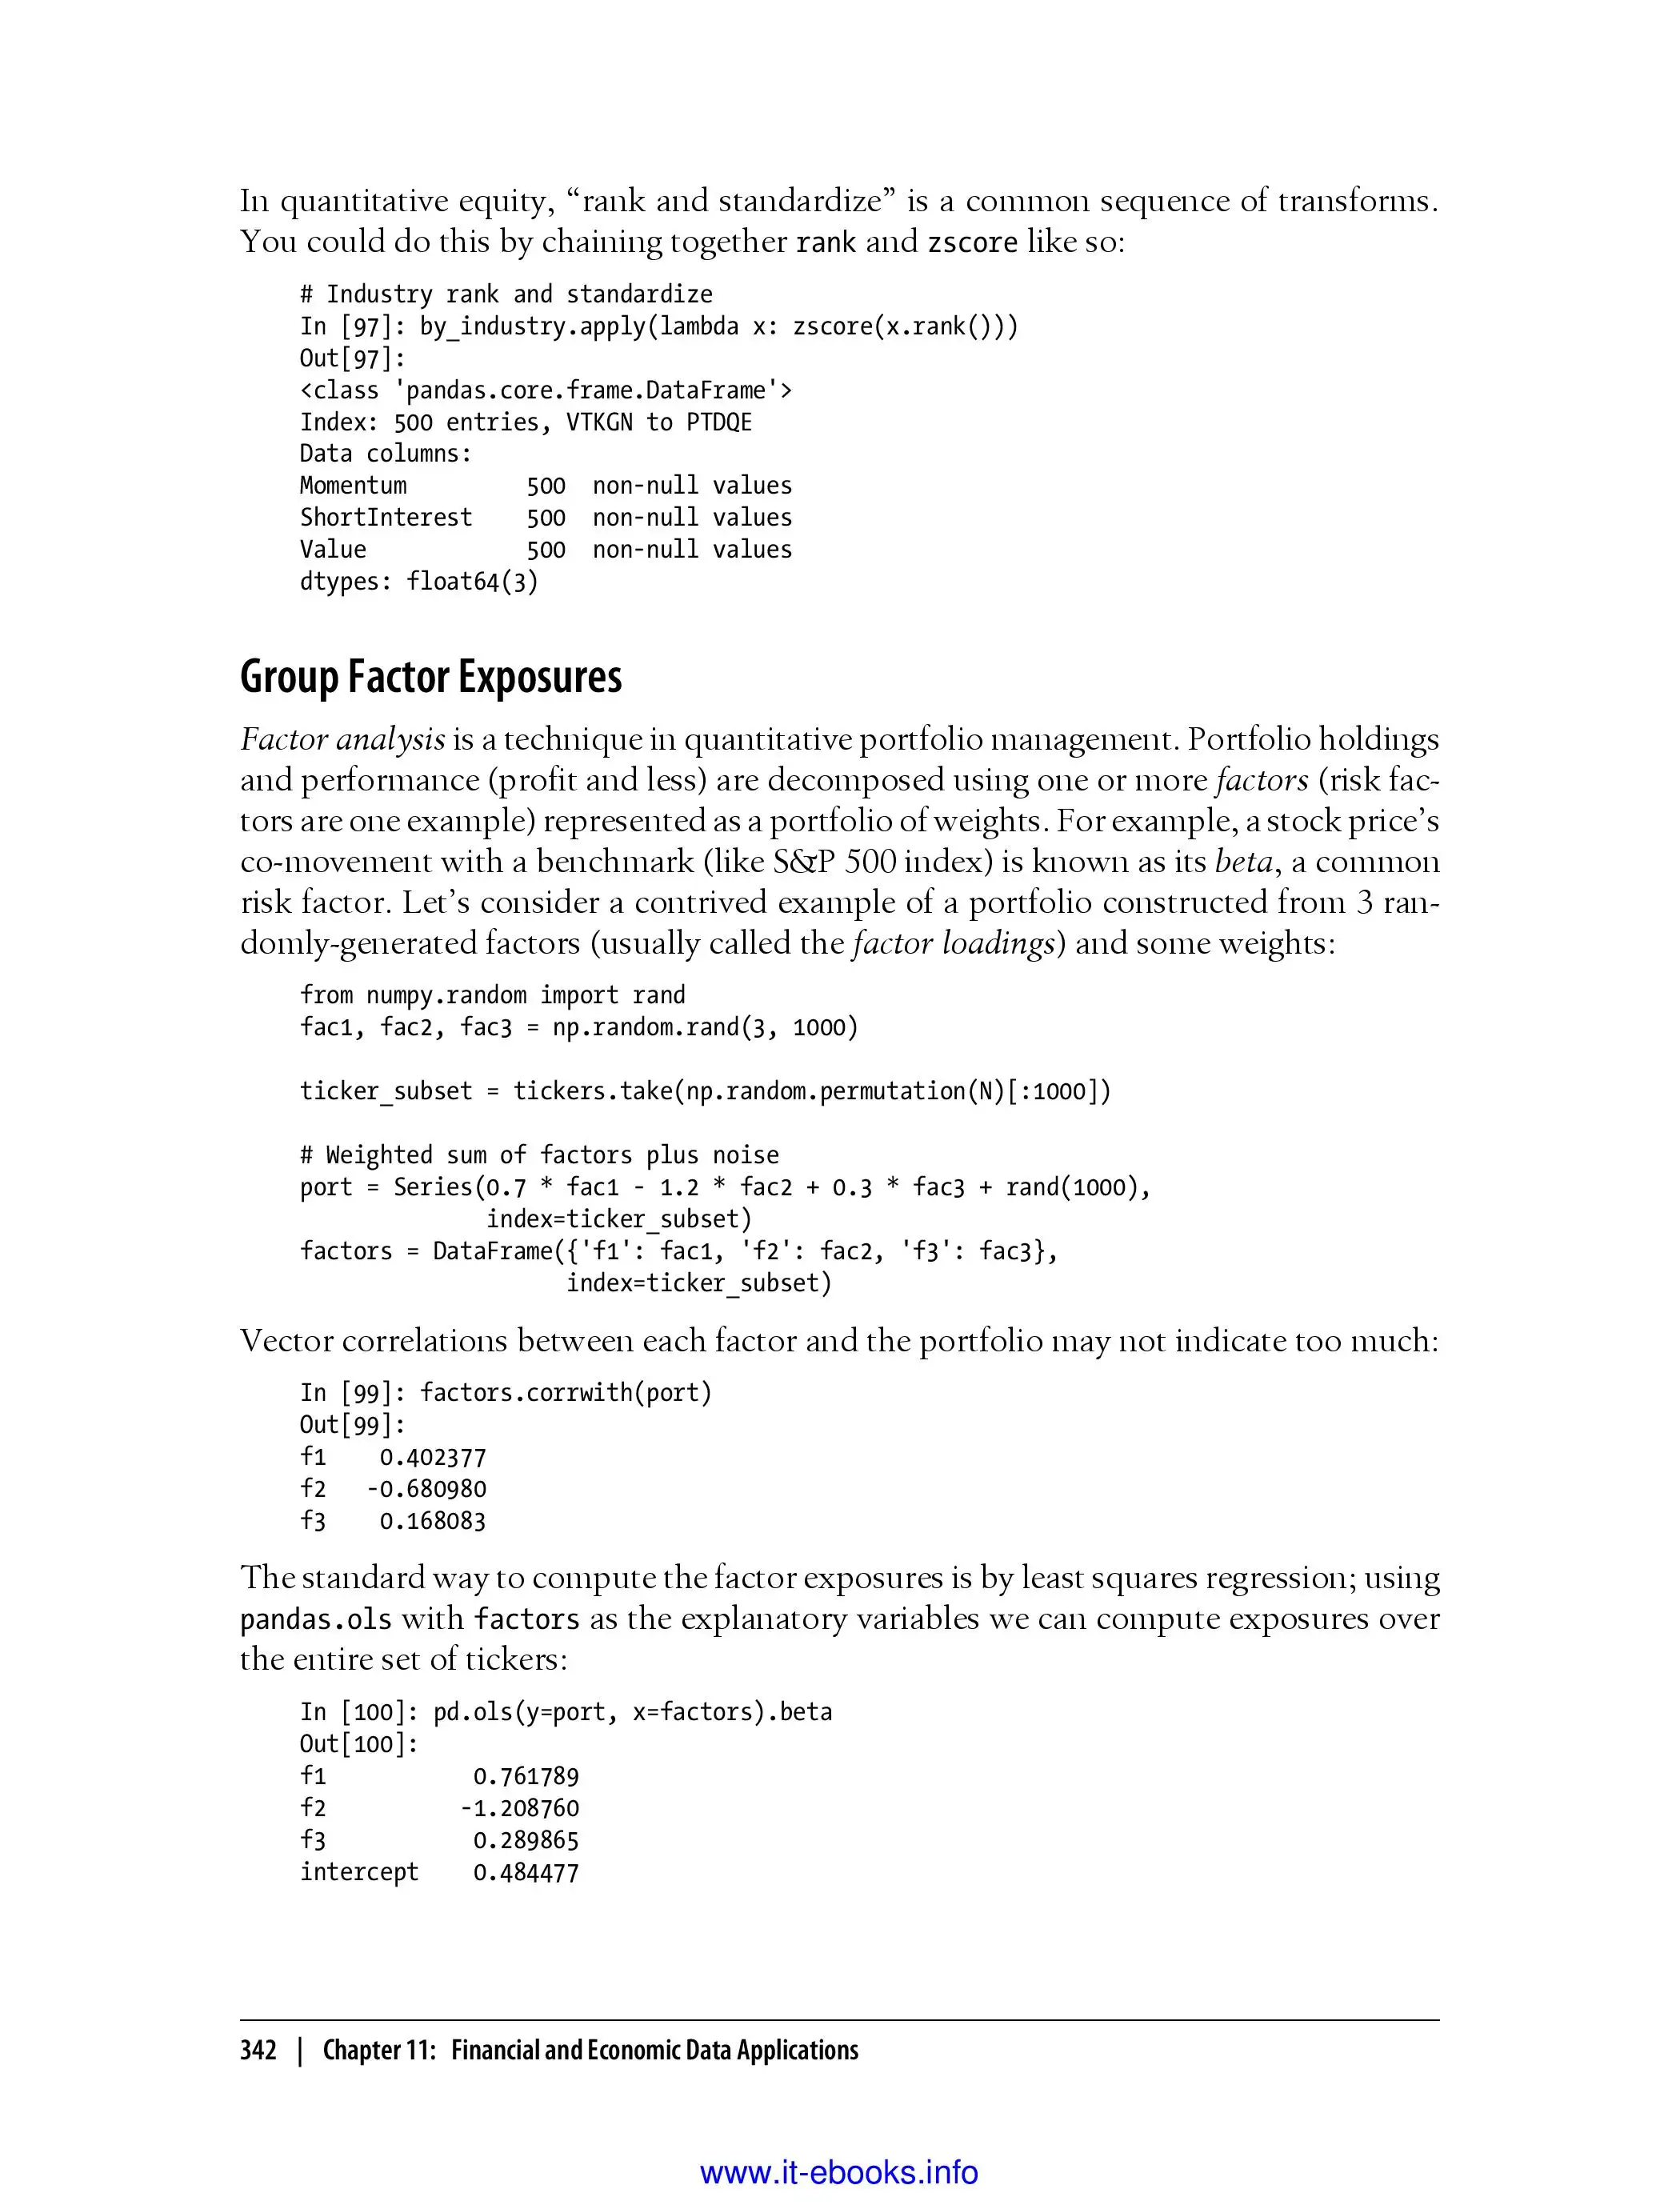 In quantitative equity, “rank and standardize” is a common sequence of transforms.
You could do this by chaining together rank and zscore like so:
# Industry rank and standardize
In [97]: by_industry.apply(lambda x: zscore(x.rank()))
Out[97]:
<class 'pandas.core.frame.DataFrame'>
Index: 500 entries, VTKGN to PTDQE
Data columns:
Momentum         500  non-null values
ShortInterest    500  non-null values
Value            500  non-null values
dtypes: float64(3)
Group Factor Exposures
Factor analysis is a technique in quantitative portfolio management. Portfolio holdings
and performance (profit and less) are decomposed using one or more factors (risk fac-
tors are one example) represented as a portfolio of weights. For example, a stock price’s
co-movement with a benchmark (like S&P 500 index) is known as its beta, a common
risk factor. Let’s consider a contrived example of a portfolio constructed from 3 ran-
domly-generated factors (usually called the factor loadings) and some weights:
from numpy.random import rand
fac1, fac2, fac3 = np.random.rand(3, 1000)
ticker_subset = tickers.take(np.random.permutation(N)[:1000])
# Weighted sum of factors plus noise
port = Series(0.7 * fac1 - 1.2 * fac2 + 0.3 * fac3 + rand(1000),
              index=ticker_subset)
factors = DataFrame({'f1': fac1, 'f2': fac2, 'f3': fac3},
                    index=ticker_subset)
Vector correlations between each factor and the portfolio may not indicate too much:
In [99]: factors.corrwith(port)
Out[99]:
f1    0.402377
f2   -0.680980
f3    0.168083
The standard way to compute the factor exposures is by least squares regression; using
pandas.ols with factors as the explanatory variables we can compute exposures over
the entire set of tickers:
In [100]: pd.ols(y=port, x=factors).beta
Out[100]:
f1           0.761789
f2          -1.208760
f3           0.289865
intercept    0.484477
342 | Chapter 11: Financial and Economic Data Applications
www.it-ebooks.info